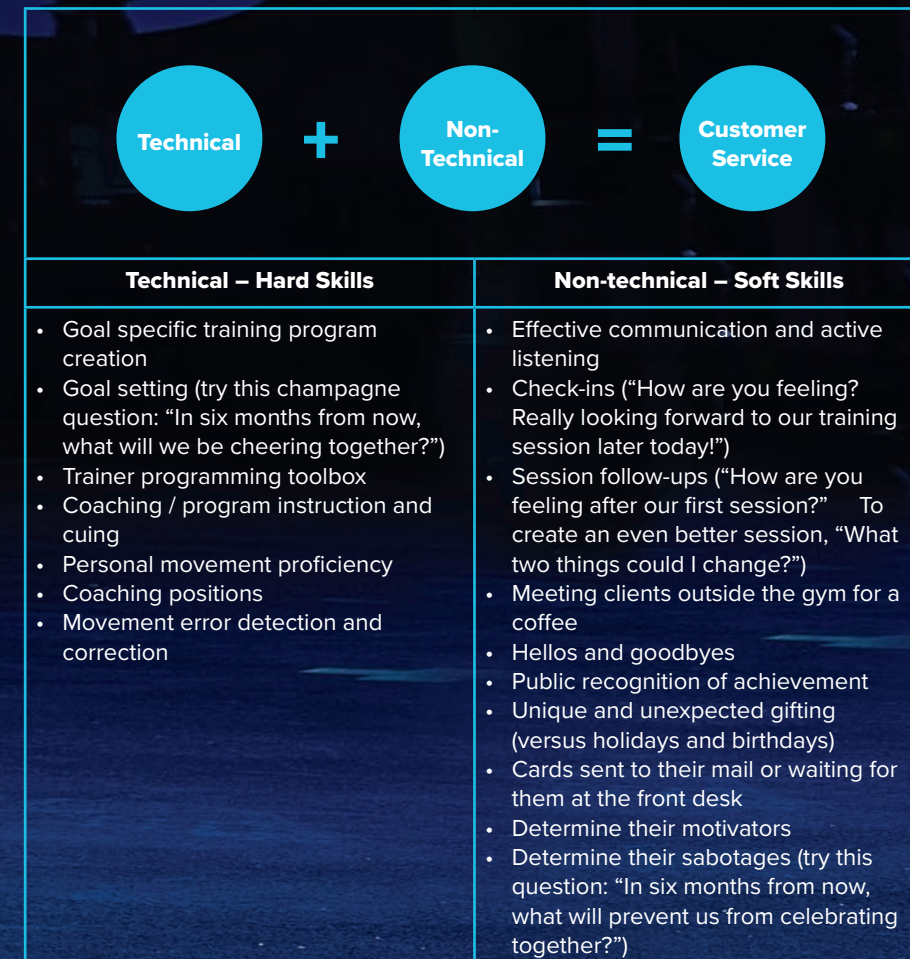 Technical
+
Non-
Technical
=
Customer
Service
Technical – Hard Skills
• Goal specific training program
creation
• Goal setting (try this champagne
question: “In six months from now,
what will we be cheering together?”)
• Trainer programming toolbox
• Coaching / program instruction and
cuing
• Personal movement proficiency
• Coaching positions
• Movement error detection and
correction
Non-technical – Soft Skills
• Effective communication and active
listening
• Check-ins (“How are you feeling?
Really looking forward to our training
session later today!”)
• Session follow-ups (“How are you
feeling after our first session?” To
create an even better session, “What
two things could I change?”)
• Meeting clients outside the gym for a
coffee
• Hellos and goodbyes
• Public recognition of achievement
• Unique and unexpected gifting
(versus holidays and birthdays)
• Cards sent to their mail or waiting for
them at the front desk
• Determine their motivators
• Determine their sabotages (try this
question: “In six months from now,
what will prevent us from celebrating
together?”)